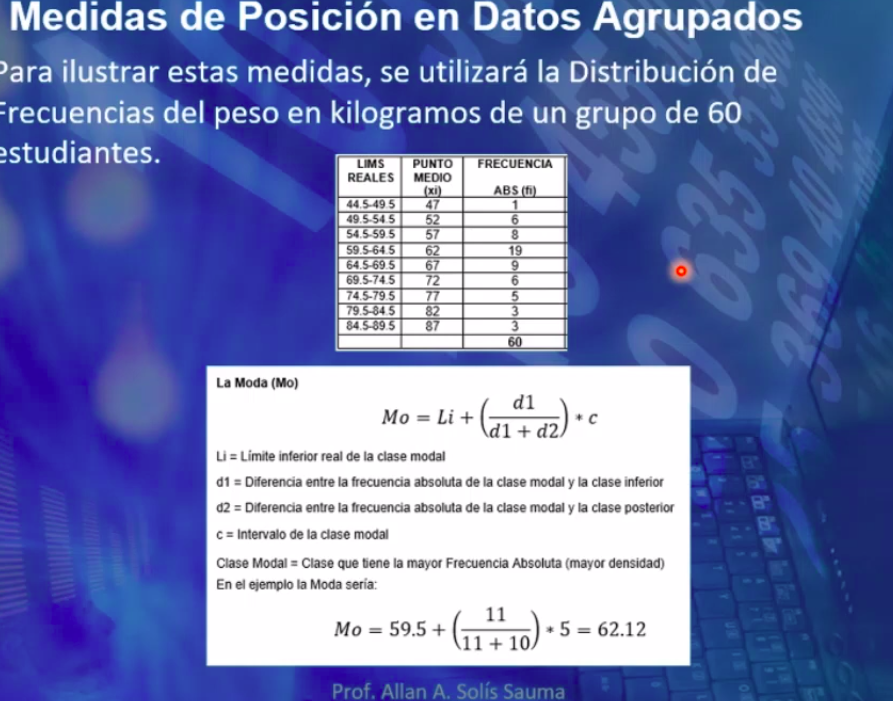 Medidas de Posición en Datos Agrupados
Para ilustrar estas medidas, se utilizará la Distribución de
Frecuencias del peso en kilogramos de un grupo de 60
estudiantes.
LIMS REALES PUNTO MEDIO (xi) FRECUENCIA ABS (fi)
44.5-49.5 47 1
49.5-54.5 52 6
54.5-59.5 57 8
59.5-64.5 62 19
64.5-69.5 67 9
69.5-74.5 72 6
74.5-79.5 77 5
79.5-84.5 82 3
84.5-89.5 87 3
60
La Moda (Mo)
Mo = Li + (d1 / d1 + d2) * c
Li = Límite inferior real de la clase modal
d1 = Diferencia entre la frecuencia absoluta de la clase modal y la clase inferior
d2 = Diferencia entre la frecuencia absoluta de la clase modal y la clase posterior
c = Intervalo de la clase modal
Clase Modal = Clase que tiene la mayor Frecuencia Absoluta (mayor densidad)
En el ejemplo la Moda sería:
Mo = 59.5 + (11 / 11 + 10) * 5 = 62.12
Prof. Allan A. Solís Sauma